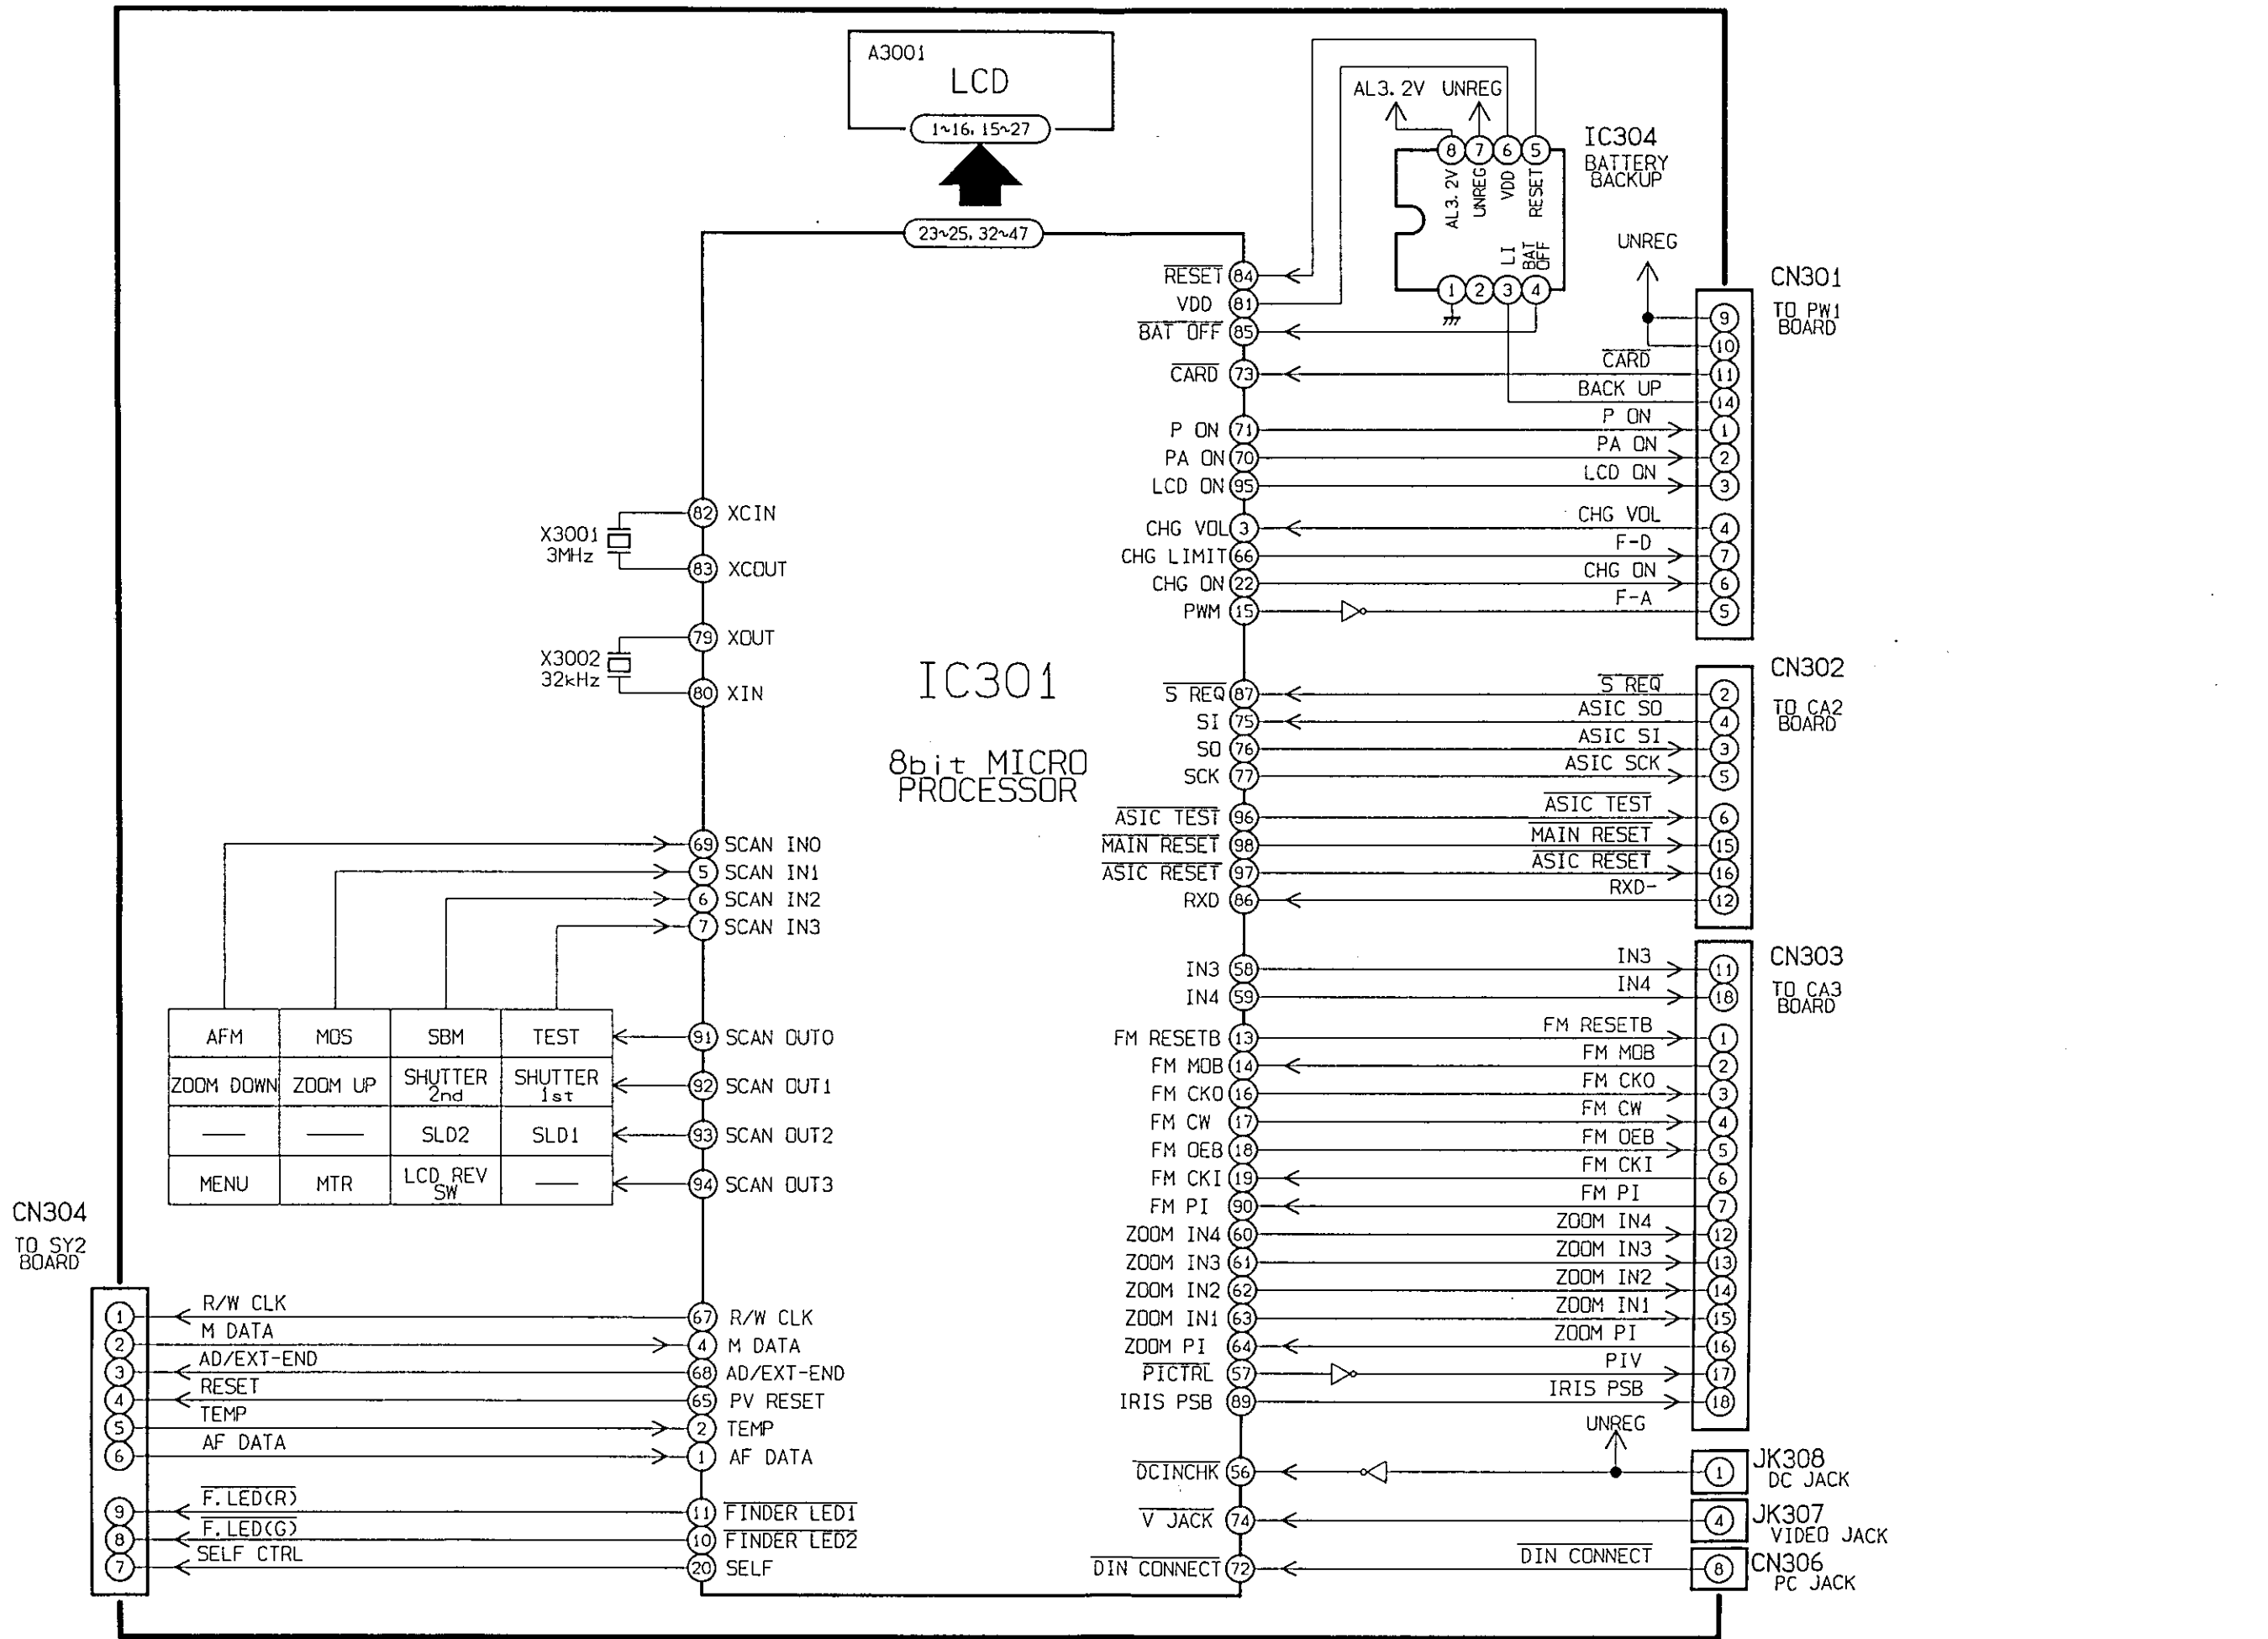 A3001
LCD
1~16, 15~27
23~25, 32~47
AL3. 2V UNREG
8 7 6 5
AL3. 2V
UNREG
VDD
RESET
LI
BAT
OFF
1 2 3 4
IC304
BATTERY
BACKUP
UNREG
CN301
TO PW1
BOARD
RESET 84
VDD 81
BAT OFF 85
CARD 73
P ON 71
PA ON 70
LCD ON 95
CHG VOL 3
CHG LIMIT 66
CHG ON 22
PWM 15
9
10
CARD 11
BACK UP 14
P ON 1
PA ON 2
LCD ON 3
CHG VOL 4
F-D 7
CHG ON 6
F-A 5
X3001
3MHz
82 XCIN
83 XCOUT
X3002
32kHz
79 XOUT
80 XIN
IC301
8bit MICRO
PROCESSOR
CN302
TO CA2
BOARD
S REQ 87
SI 75
SO 76
SCK 77
ASIC TEST 96
MAIN RESET 98
ASIC RESET 97
RXD 86
S REQ 2
ASIC SO 4
ASIC SI 3
ASIC SCK 5
ASIC TEST 6
MAIN RESET 15
ASIC RESET 16
RXD- 12
69 SCAN IN0
5 SCAN IN1
6 SCAN IN2
7 SCAN IN3
AFM MOS SBM TEST
ZOOM DOWN ZOOM UP SHUTTER 2nd SHUTTER 1st
— — SLD2 SLD1
MENU MTR LCD REV SW —
91 SCAN OUT0
92 SCAN OUT1
93 SCAN OUT2
94 SCAN OUT3
CN303
TO CA3
BOARD
IN3 58
IN4 59
FM RESETB 13
FM MOB 14
FM CKO 16
FM CW 17
FM OEB 18
FM CKI 19
FM PI 90
ZOOM IN4 60
ZOOM IN3 61
ZOOM IN2 62
ZOOM IN1 63
ZOOM PI 64
PICTRL 57
IRIS PSB 89
IN3 11
IN4 18
FM RESETB 1
FM MOB 2
FM CKO 3
FM CW 4
FM OEB 5
FM CKI 6
FM PI 7
ZOOM IN4 12
ZOOM IN3 13
ZOOM IN2 14
ZOOM IN1 15
ZOOM PI 16
PIV 17
IRIS PSB 18
CN304
TO SY2
BOARD
1 R/W CLK
2 M DATA
3 AD/EXT-END
4 RESET
5 TEMP
6 AF DATA
9 F.LED(R)
8 F.LED(G)
7 SELF CTRL
67 R/W CLK
4 M DATA
68 AD/EXT-END
65 PV RESET
2 TEMP
1 AF DATA
11 FINDER LED1
10 FINDER LED2
20 SELF
UNREG
DCINCHK 56
V JACK 74
DIN CONNECT 72
1 JK308
DC JACK
4 JK307
VIDEO JACK
DIN CONNECT 8 CN306
PC JACK